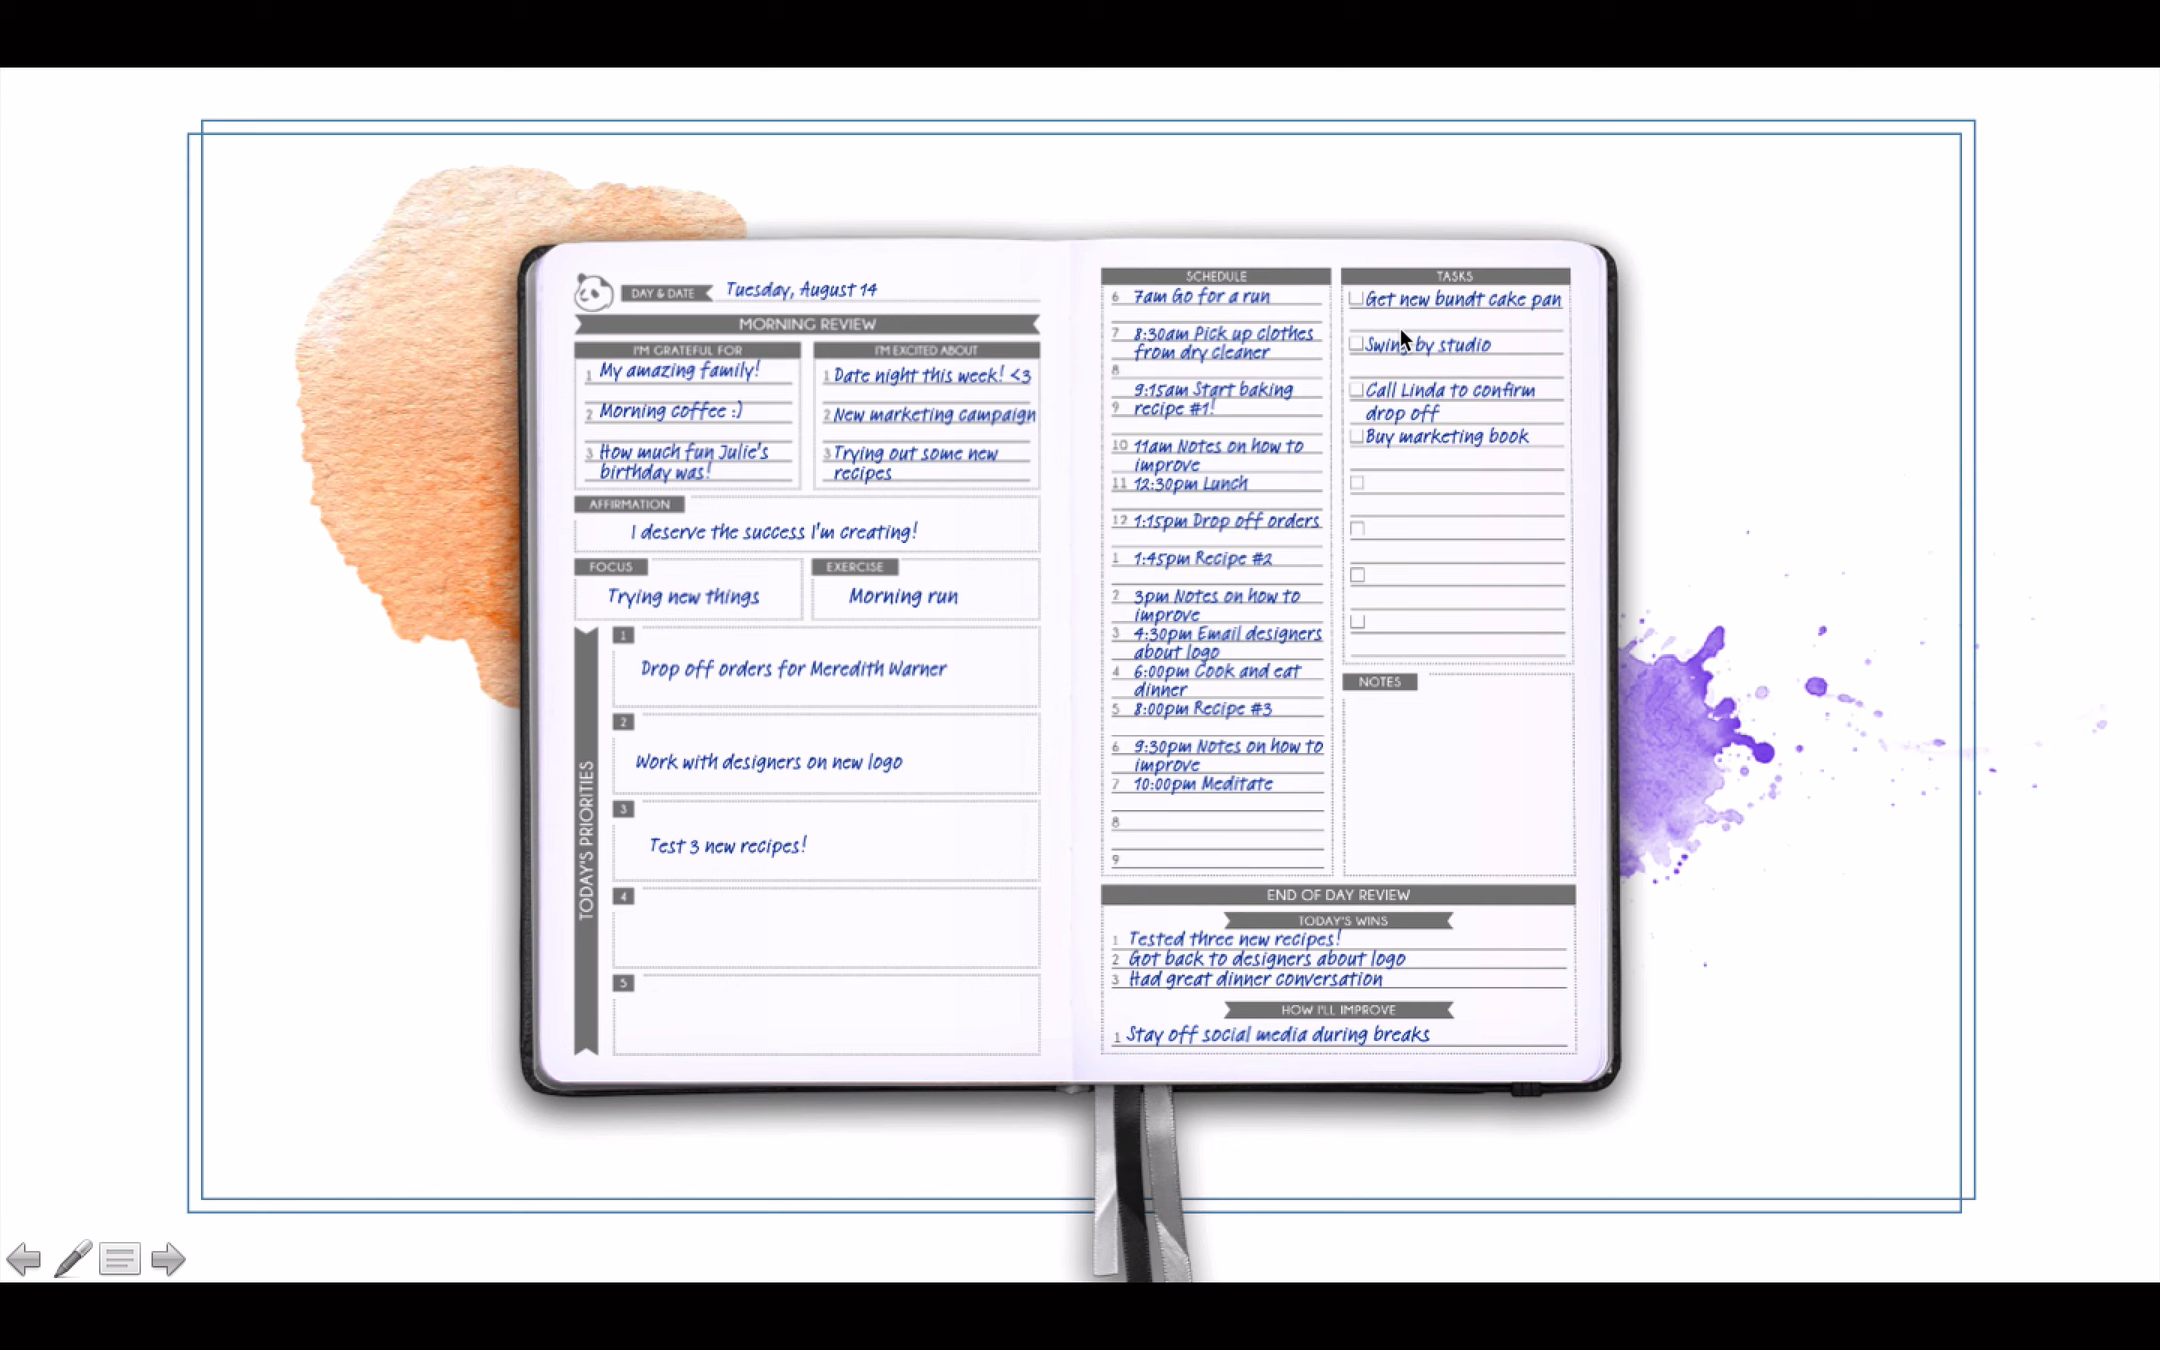 DAY & DATE Tuesday, August 14
MORNING REVIEW
I'M GRATEFUL FOR
1 My amazing family!
2 Morning coffee :)
3 How much fun Julie's
birthday was!
I'M EXCITED ABOUT
1 Date night this week! <3
2 New marketing campaign
3 Trying out some new
recipes
AFFIRMATION
I deserve the success I'm creating!
FOCUS
Trying new things
EXERCISE
Morning run
TODAY'S PRIORITIES
1
Drop off orders for Meredith Warner
2
Work with designers on new logo
3
Test 3 new recipes!
4
5
SCHEDULE
6 7am Go for a run
7 8:30am Pick up clothes
from dry cleaner
8
9:15am Start baking
9 recipe #1!
10 11am Notes on how to
improve
11 12:30pm Lunch
12 1:15pm Drop off orders
1 1:45pm Recipe #2
2 3pm Notes on how to
improve
3 4:30pm Email designers
about logo
4 6:00pm Cook and eat
dinner
5 8:00pm Recipe #3
6 9:30pm Notes on how to
improve
7 10:00pm Meditate
8
9
TASKS
Get new bundt cake pan
Swing by studio
Call Linda to confirm
drop off
Buy marketing book
NOTES
END OF DAY REVIEW
TODAY'S WINS
1 Tested three new recipes!
2 Got back to designers about logo
3 Had great dinner conversation
HOW I'LL IMPROVE
1 Stay off social media during breaks